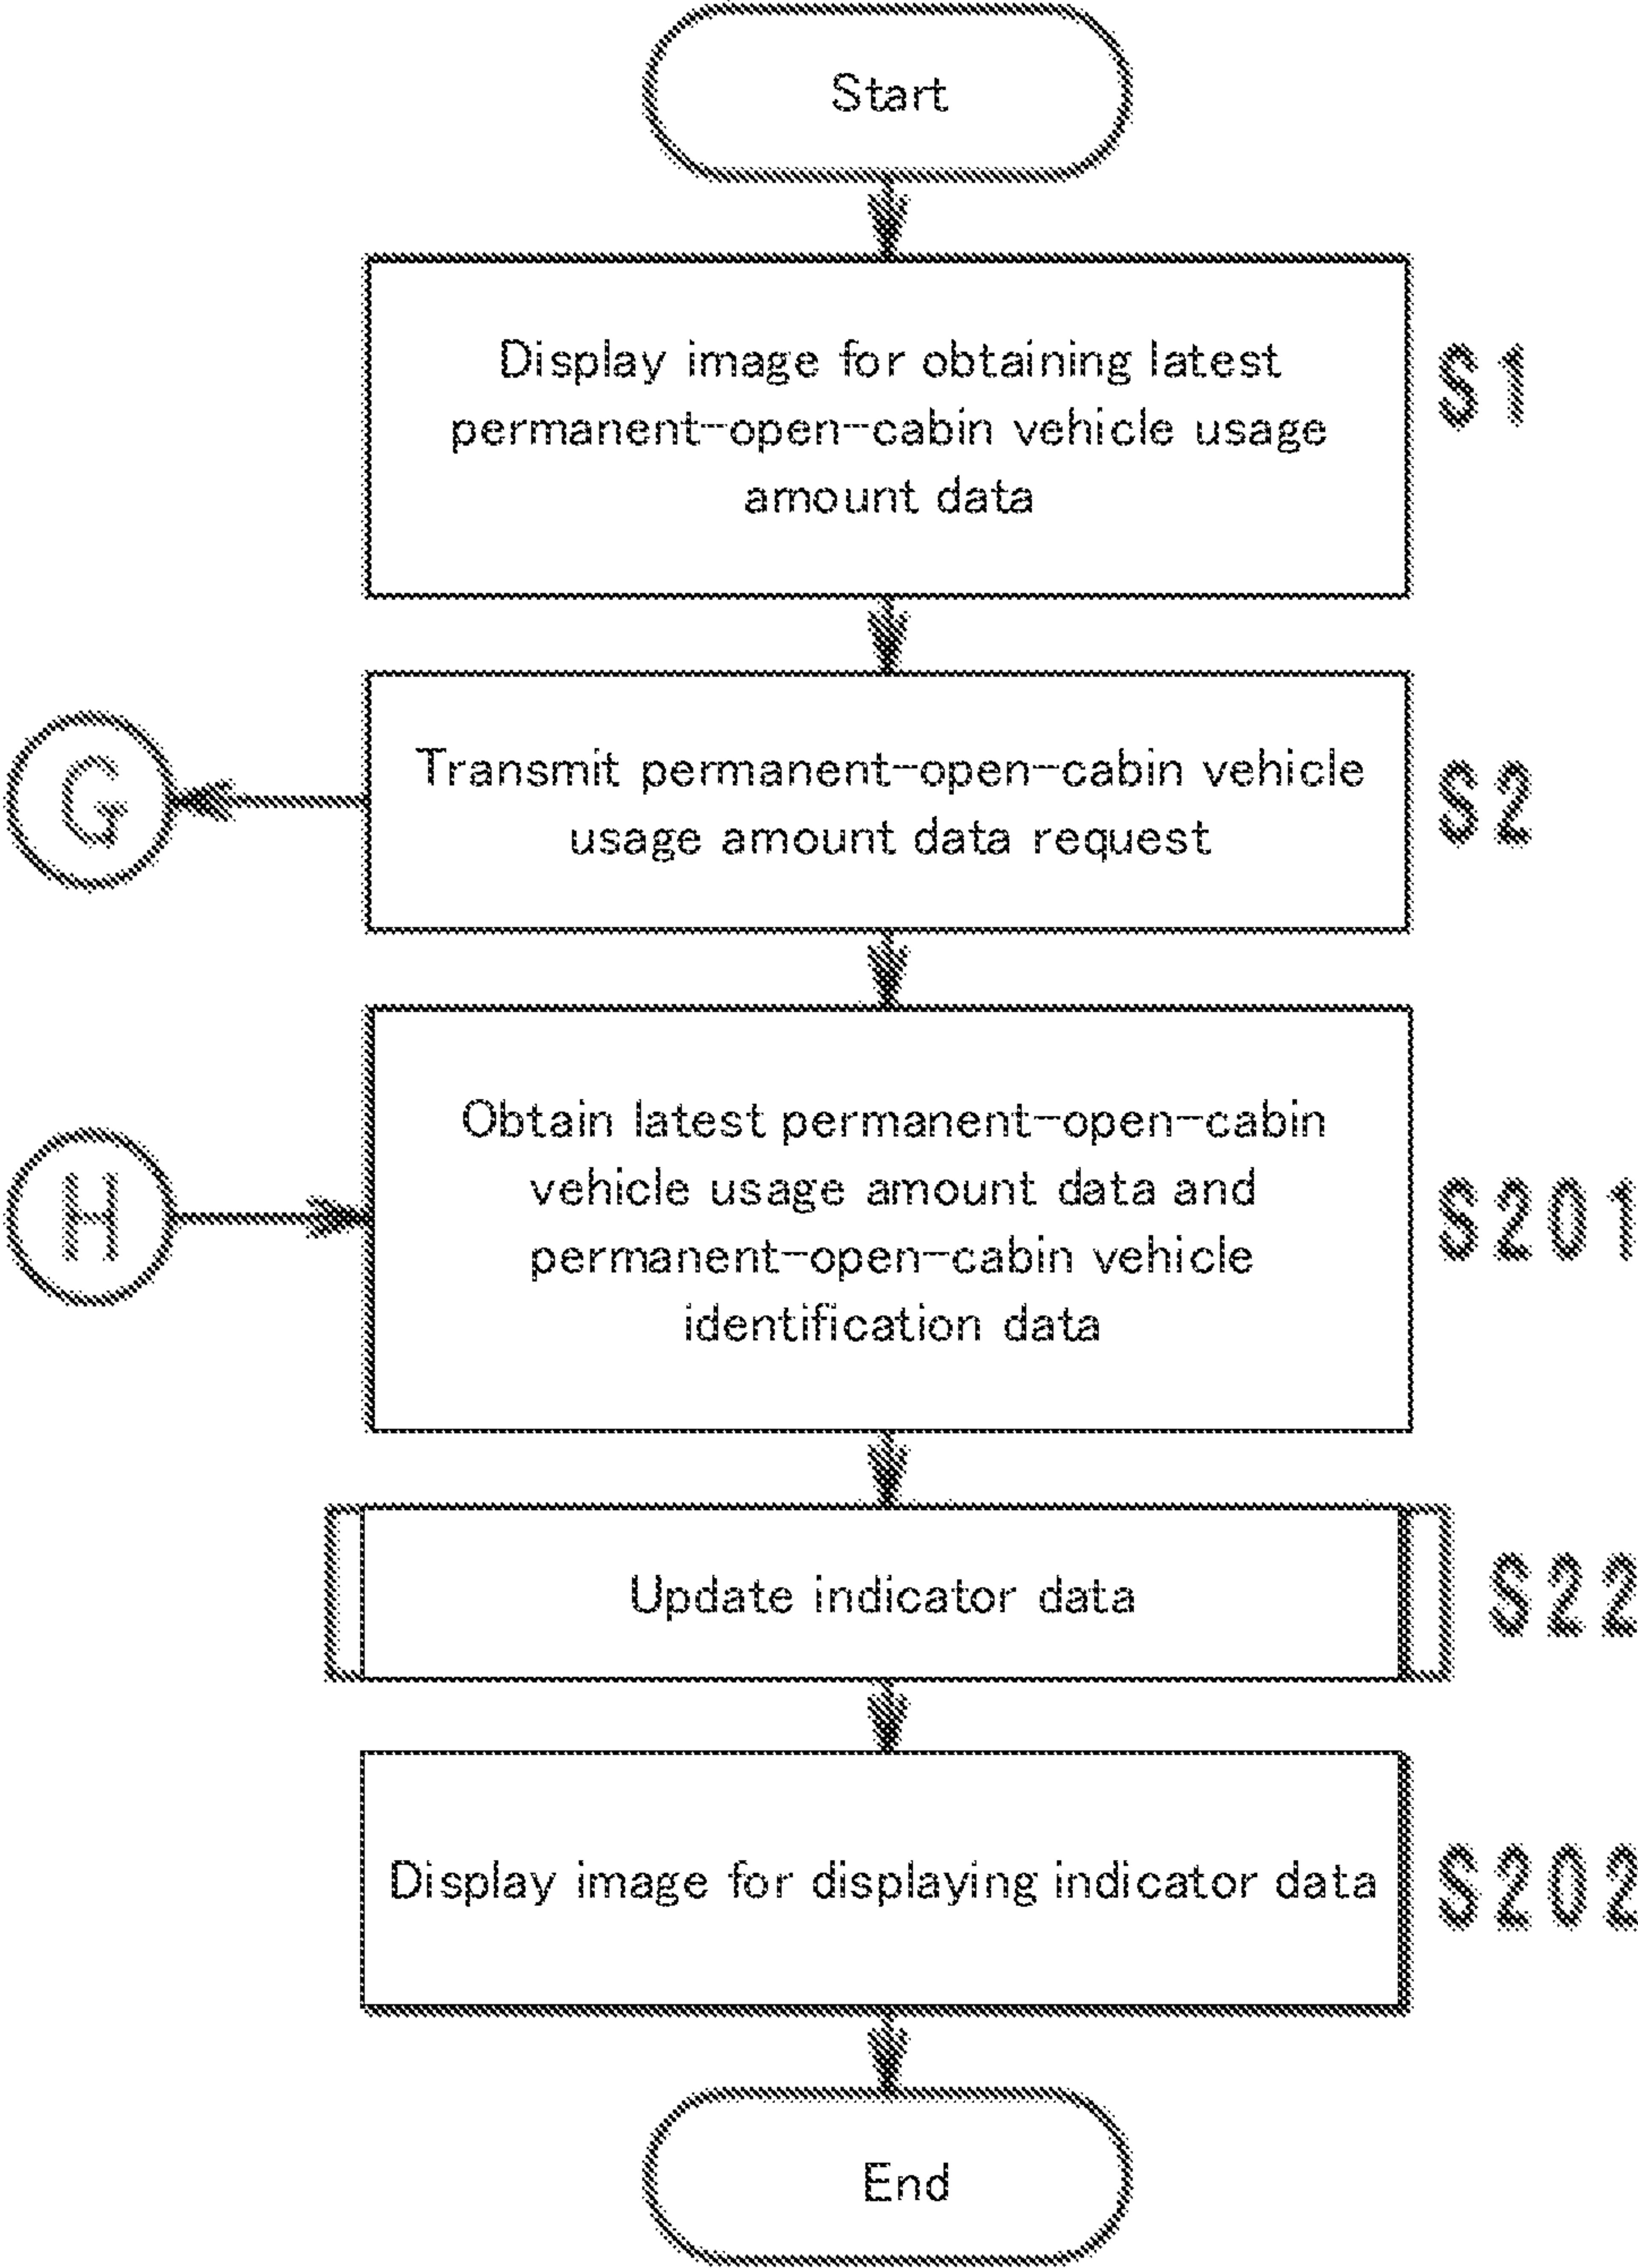 Start
Display image for obtaining latest
permanent-open-cabin vehicle usage
amount data
S1
Transmit permanent-open-cabin vehicle
usage amount data request
S2
G
Obtain latest permanent-open-cabin
vehicle usage amount data and
permanent-open-cabin vehicle
identification data
S201
H
Update indicator data
S22
Display image for displaying indicator data
S202
End